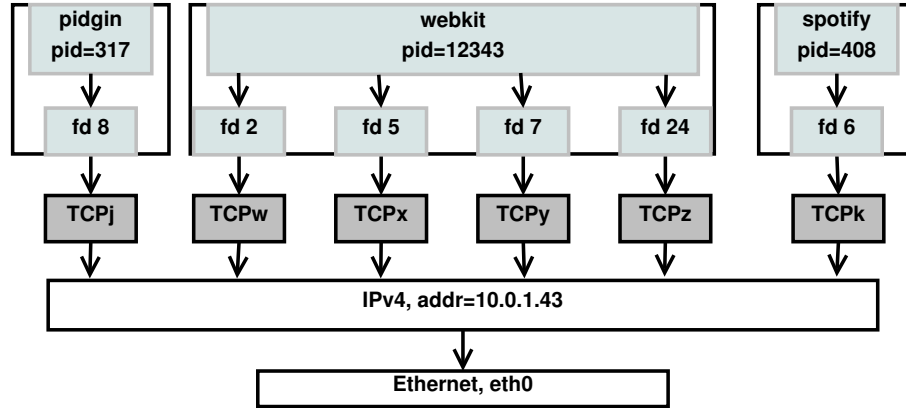 pidgin
pid=317
webkit
pid=12343
spotify
pid=408
fd 8
fd 2
fd 5
fd 7
fd 24
fd 6
TCPj
TCPw
TCPx
TCPy
TCPz
TCPk
IPv4, addr=10.0.1.43
Ethernet, eth0